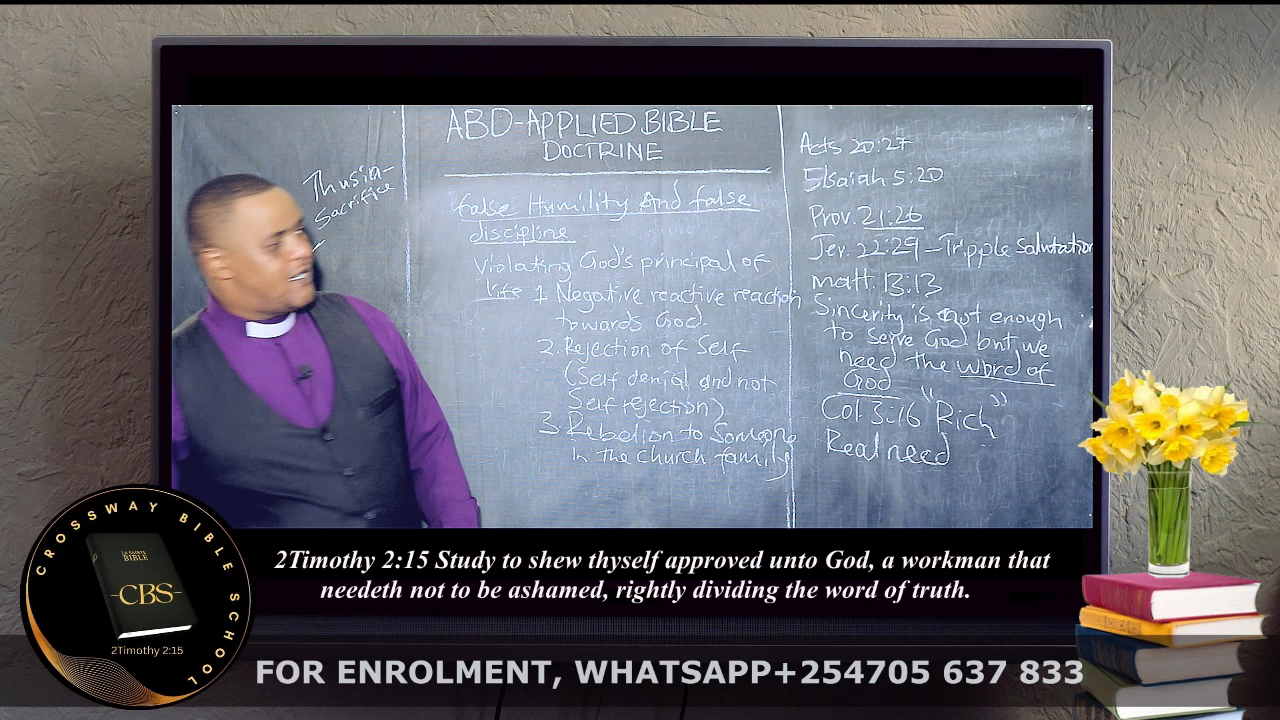 Thusia-
Sacrifice
ABD-APPLIED BIBLE
DOCTRINE
false Humility And false
discipline
Violating God's principal of
life 1. Negative reactive reaction
towards God.
2. Rejection of Self
(Self denial and not
Self rejection)
3. Rebelion to Someone
in the church family
Acts 20:27
Isaiah 5:20
Prov. 21:26
Jer. 22:29 - Tripple Salutation
Matt. 13:13
Sincerity is not enough
to serve God but we
need the word of
God
Col 3:16 "Rich"
Real need
2Timothy 2:15 Study to shew thyself approved unto God, a workman that
needeth not to be ashamed, rightly dividing the word of truth.
CROSSWAY BIBLE SCHOOL
LA SAINTE
BIBLE
CBS
2Timothy 2:15
FOR ENROLMENT, WHATSAPP+254705 637 833